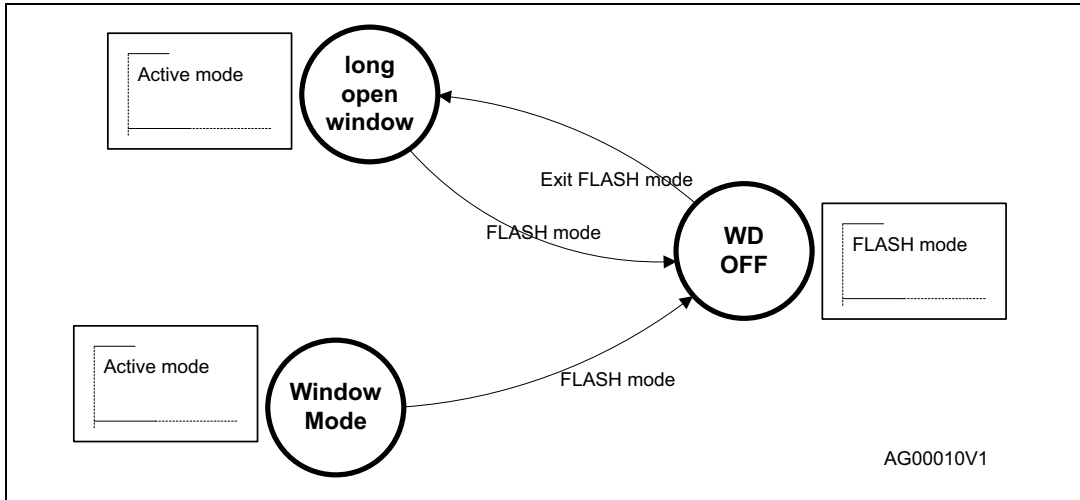 Active mode
long
open
window
Exit FLASH mode
FLASH mode
WD
OFF
FLASH mode
Active mode
Window
Mode
FLASH mode
AG00010V1